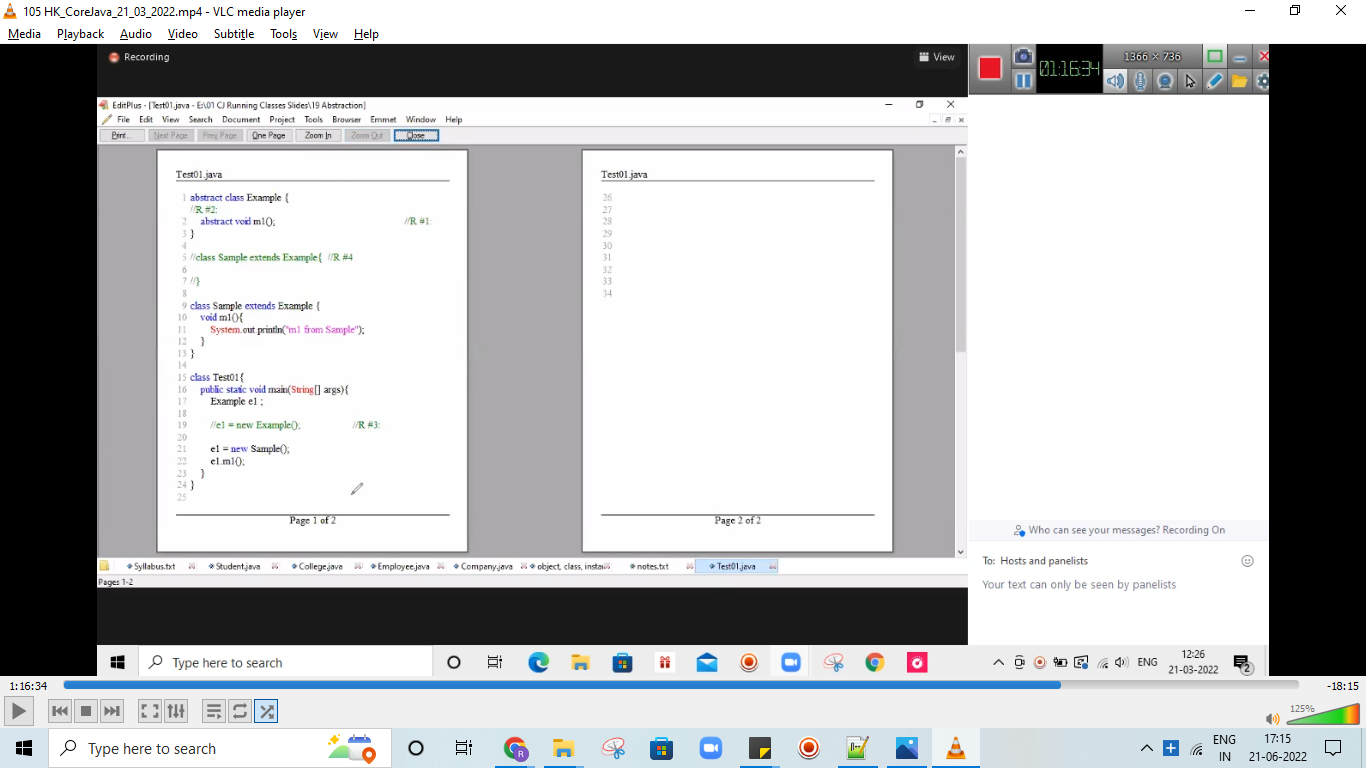 105 HK_CoreJava_21_03_2022.mp4 - VLC media player
Media Playback Audio Video Subtitle Tools View Help
Recording
View
1366 × 736
01:16:34
EditPlus - [Test01.java - E:\01 CJ Running Classes Slides\19 Abstraction]
File Edit View Search Document Project Tools Browser Emmet Window Help
Print... Next Page Prev Page One Page Zoom In Zoom Out Close
Test01.java
1 abstract class Example {
//R #2:
2 abstract void m1(); //R #1:
3 }
4
5 //class Sample extends Example{ //R #4
6
7 //}
8
9 class Sample extends Example {
10 void m1(){
11 System.out.println("m1 from Sample");
12 }
13 }
14
15 class Test01{
16 public static void main(String[] args){
17 Example e1 ;
18
19 //e1 = new Example(); //R #3:
20
21 e1 = new Sample();
22 e1.m1();
23 }
24 }
25
Page 1 of 2
Test01.java
26
27
28
29
30
31
32
33
34
Page 2 of 2
Syllabus.txt Student.java College.java Employee.java Company.java object, class, insta notes.txt Test01.java
Pages 1-2
Who can see your messages? Recording On
To: Hosts and panelists
Your text can only be seen by panelists
Type here to search
ENG
12:26
21-03-2022
2
1:16:34
-18:15
125%
Type here to search
R
ENG
IN
17:15
21-06-2022